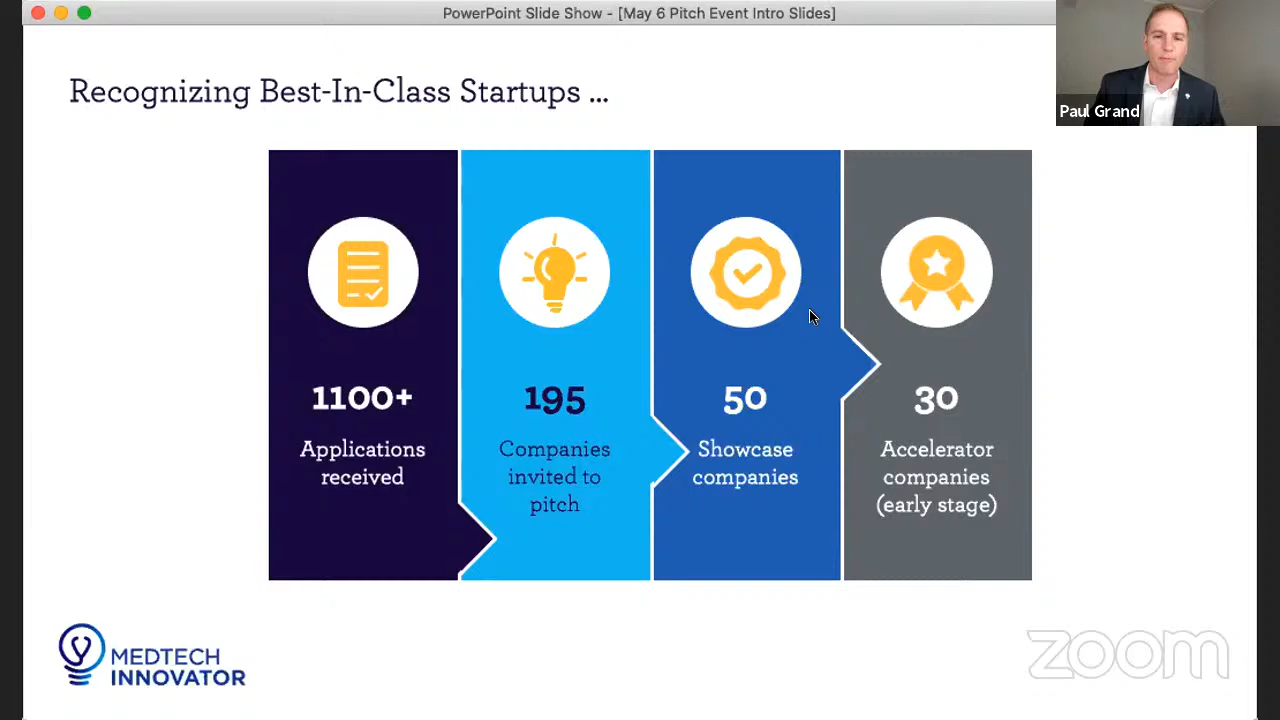 PowerPoint Slide Show - [May 6 Pitch Event Intro Slides]
Paul Grand
Recognizing Best-In-Class Startups ...
1100+
Applications
received
195
Companies
invited to
pitch
50
Showcase
companies
30
Accelerator
companies
(early stage)
MEDTECH
INNOVATOR
zoom